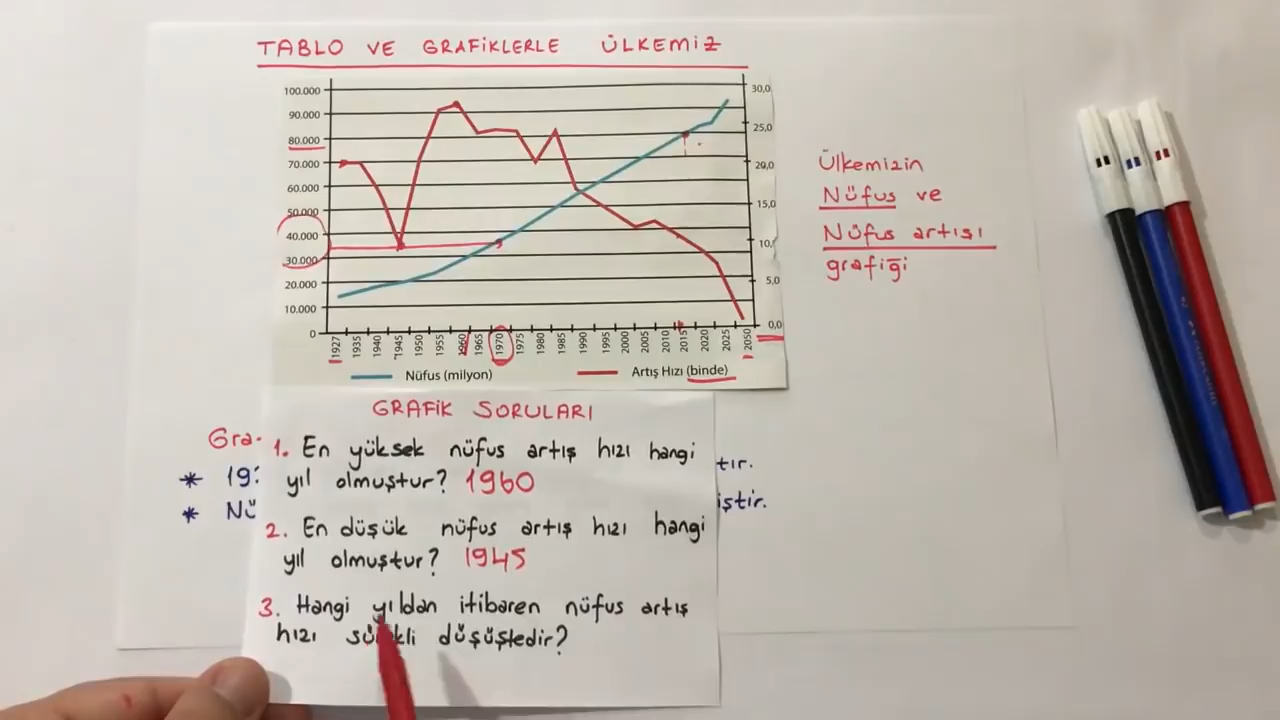 TABLO VE GRAFİKLERLE ÜLKEMİZ
100.000
90.000
80.000
70.000
60.000
50.000
40.000
30.000
20.000
10.000
0
30,0
25,0
20,0
15,0
10,
5,0
0,0
1927 1935 1940 1945 1950 1955 1960 1965 1970 1975 1980 1985 1990 1995 2000 2005 2010 2015 2020 2025 2050
Nüfus (milyon) Artış Hızı (binde)
Ülkemizin
Nüfus ve
Nüfus artışı
grafiği
GRAFİK SORULARI
1. En yüksek nüfus artış hızı hangi
yıl olmuştur? 1960
2. En düşük nüfus artış hızı hangi
yıl olmuştur? 1945
3. Hangi yıldan itibaren nüfus artış
hızı düşüştedir?
Gra
* 19
* Nü
tır.
iştir.